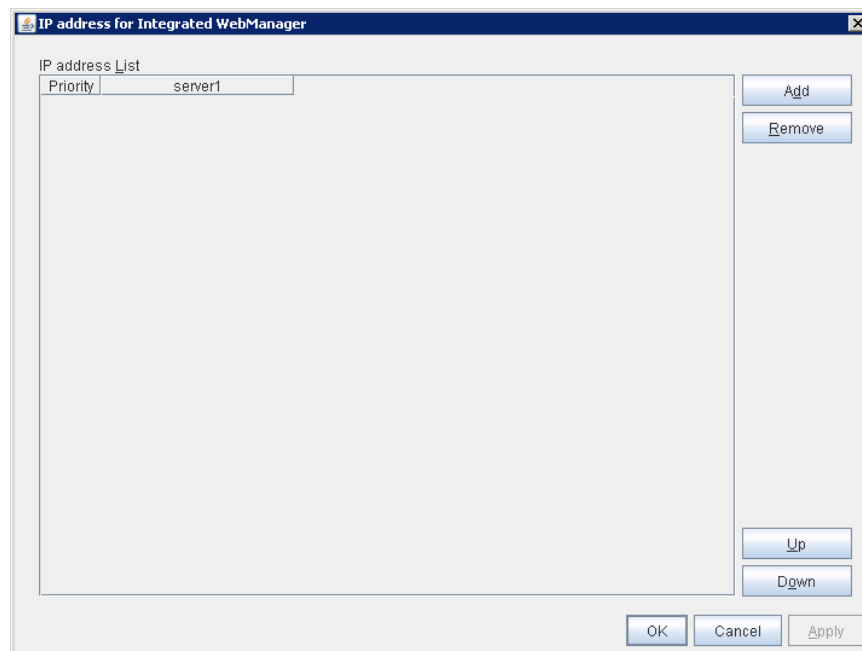 IP address for Integrated WebManager
IP address List
Priority server1
Add
Remove
Up
Down
OK Cancel Apply